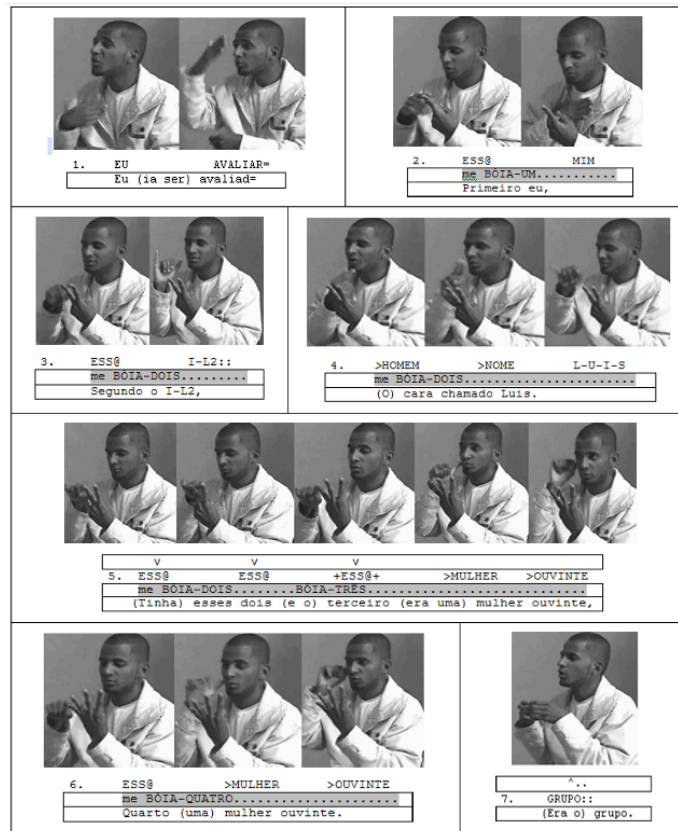 1. EU AVALIAR=
Eu (ia ser) avaliad=
2. ESS@ MIM
me BÓIA-UM...........
Primeiro eu,
3. ESS@ I-L2::
me BÓIA-DOIS.........
Segundo o I-L2,
4. >HOMEM >NOME L-U-I-S
me BÓIA-DOIS.......................
(O) cara chamado Luis.
v v v
5. ESS@ ESS@ +ESS@+ >MULHER >OUVINTE
me BÓIA-DOIS........BÓIA-TRÊS.............................
(Tinha) esses dois (e o) terceiro (era uma) mulher ouvinte,
6. ESS@ >MULHER >OUVINTE
me BÓIA-QUATRO......................
Quarto (uma) mulher ouvinte.
^..
7. GRUPO::
(Era o) grupo.